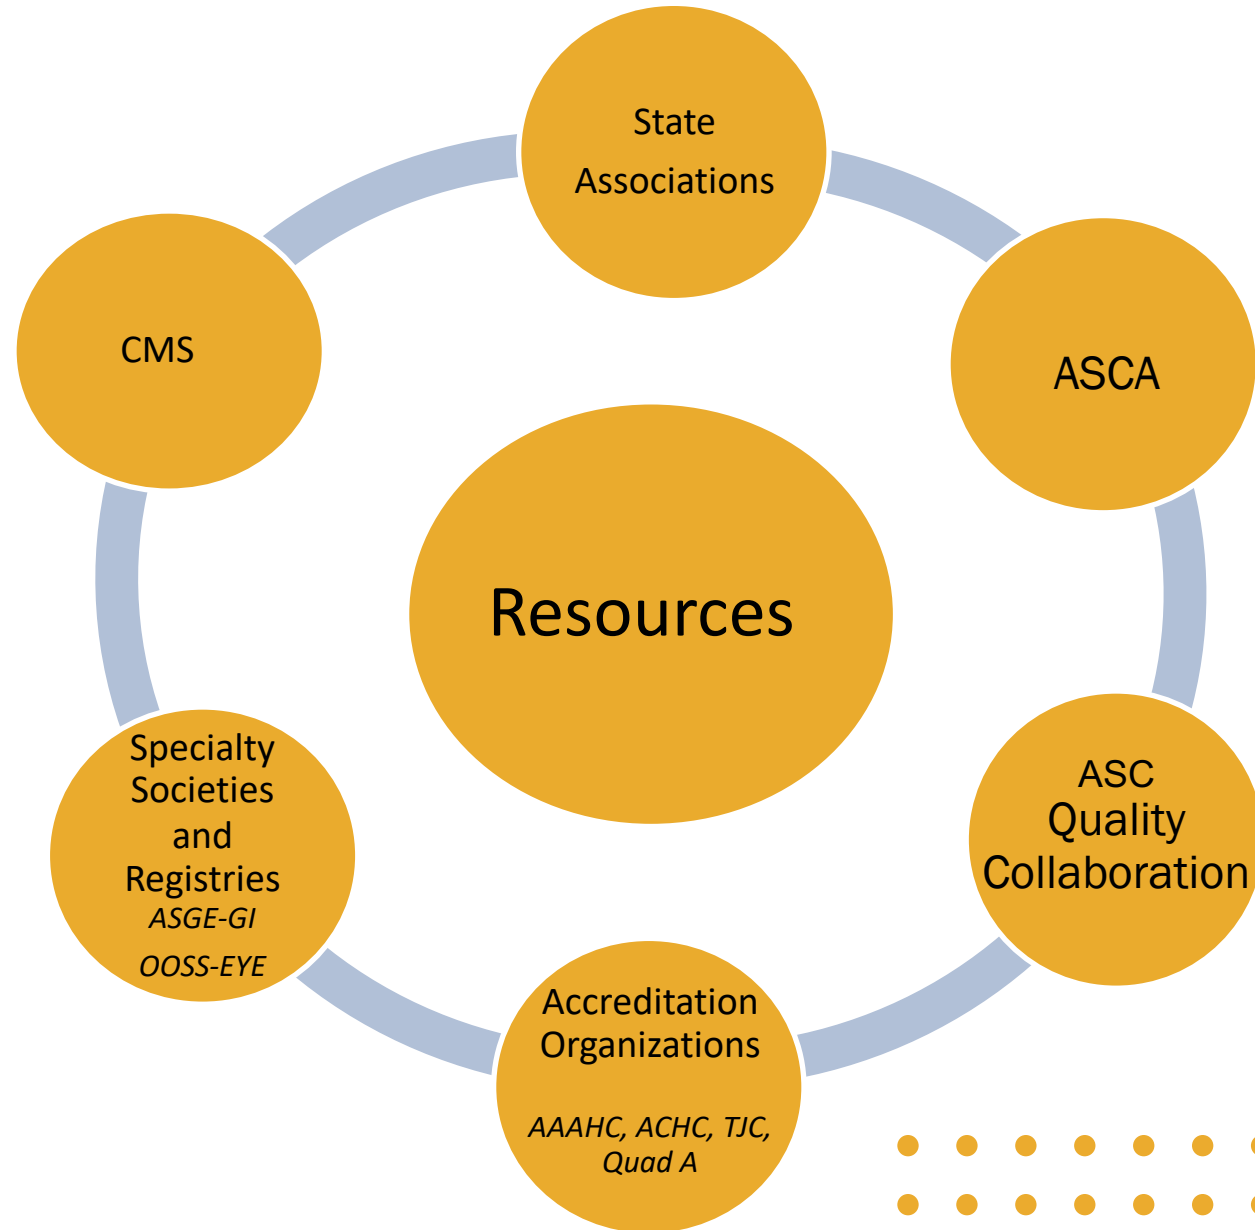 State
Associations
CMS
ASCA
Resources
Specialty
Societies
and
Registries
ASGE-GI
OOSS-EYE
ASC
Quality
Collaboration
Accreditation
Organizations
AAAHC, ACHC, TJC,
Quad A